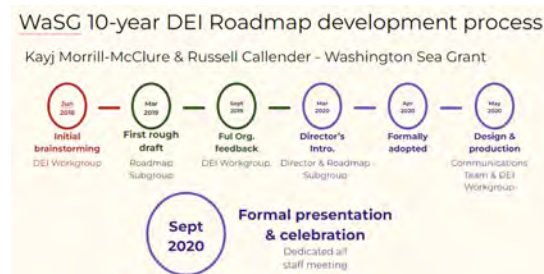 WaSG 10-year DEI Roadmap development process
Kayj Morrill-McClure & Russell Callender - Washington Sea Grant
Jun
2018
Mar
2019
Sept
2019
Mar
2020
Apr
2020
May
2020
Initial
brainstorming
DEI Workgroup
First rough
draft
Roadmap
Subgroup
Ful Org.
feedback
DEI Workgroup
Director's
Intro.
Director & Roadmap
Subgroup
Formally
adopted
Design &
production
Communications
Team & DEI
Workgroup
Sept
2020
Formal presentation
& celebration
Dedicated all
staff meeting